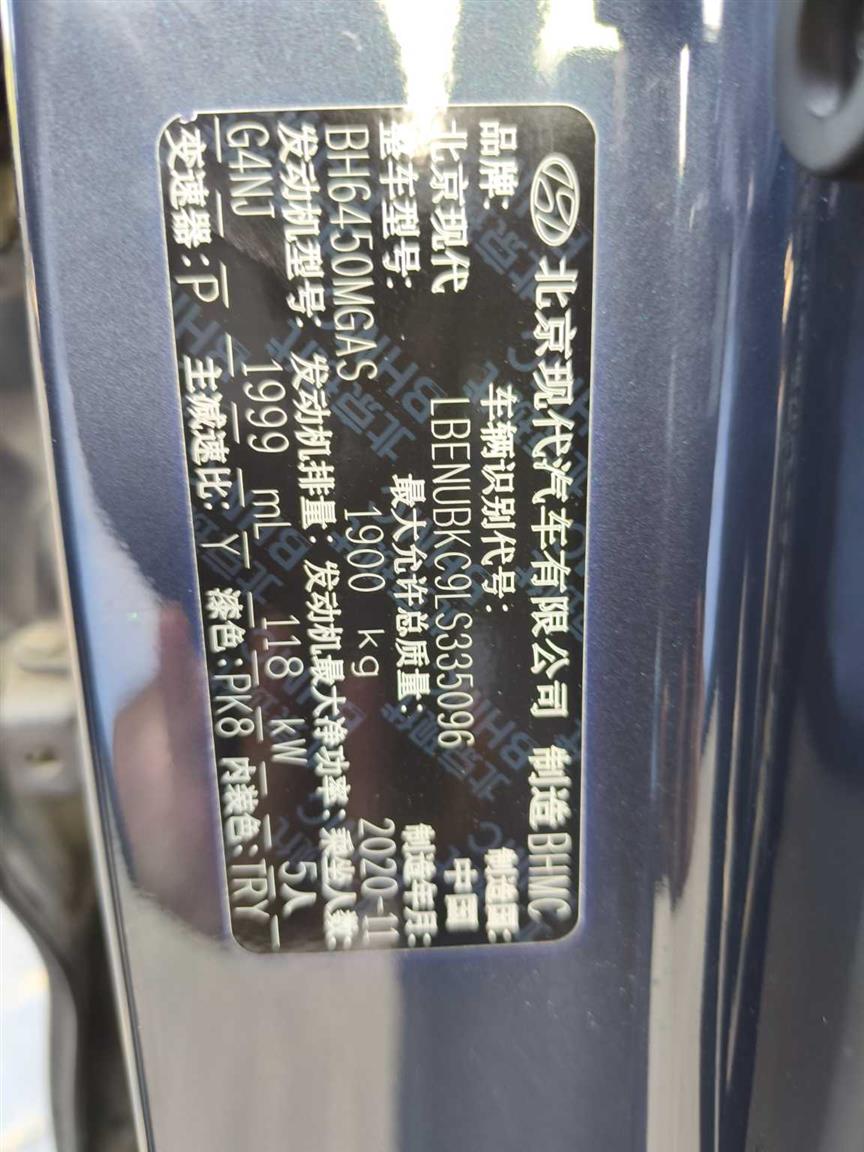 北京现代汽车有限公司 制造 BHMC
品牌: 车辆识别代号: 制造国:
北京现代 LBENUBKC9LS335096 中国
整车型号: 最大允许总质量: 制造年月:
BH6450MGAS 1900 kg 2020-11
发动机型号: 发动机排量: 发动机最大净功率: 乘坐人数:
G4NJ 1999 mL 118 kW 5人
变速器: P 主减速比: Y 漆色: PK8 内装色: TRY